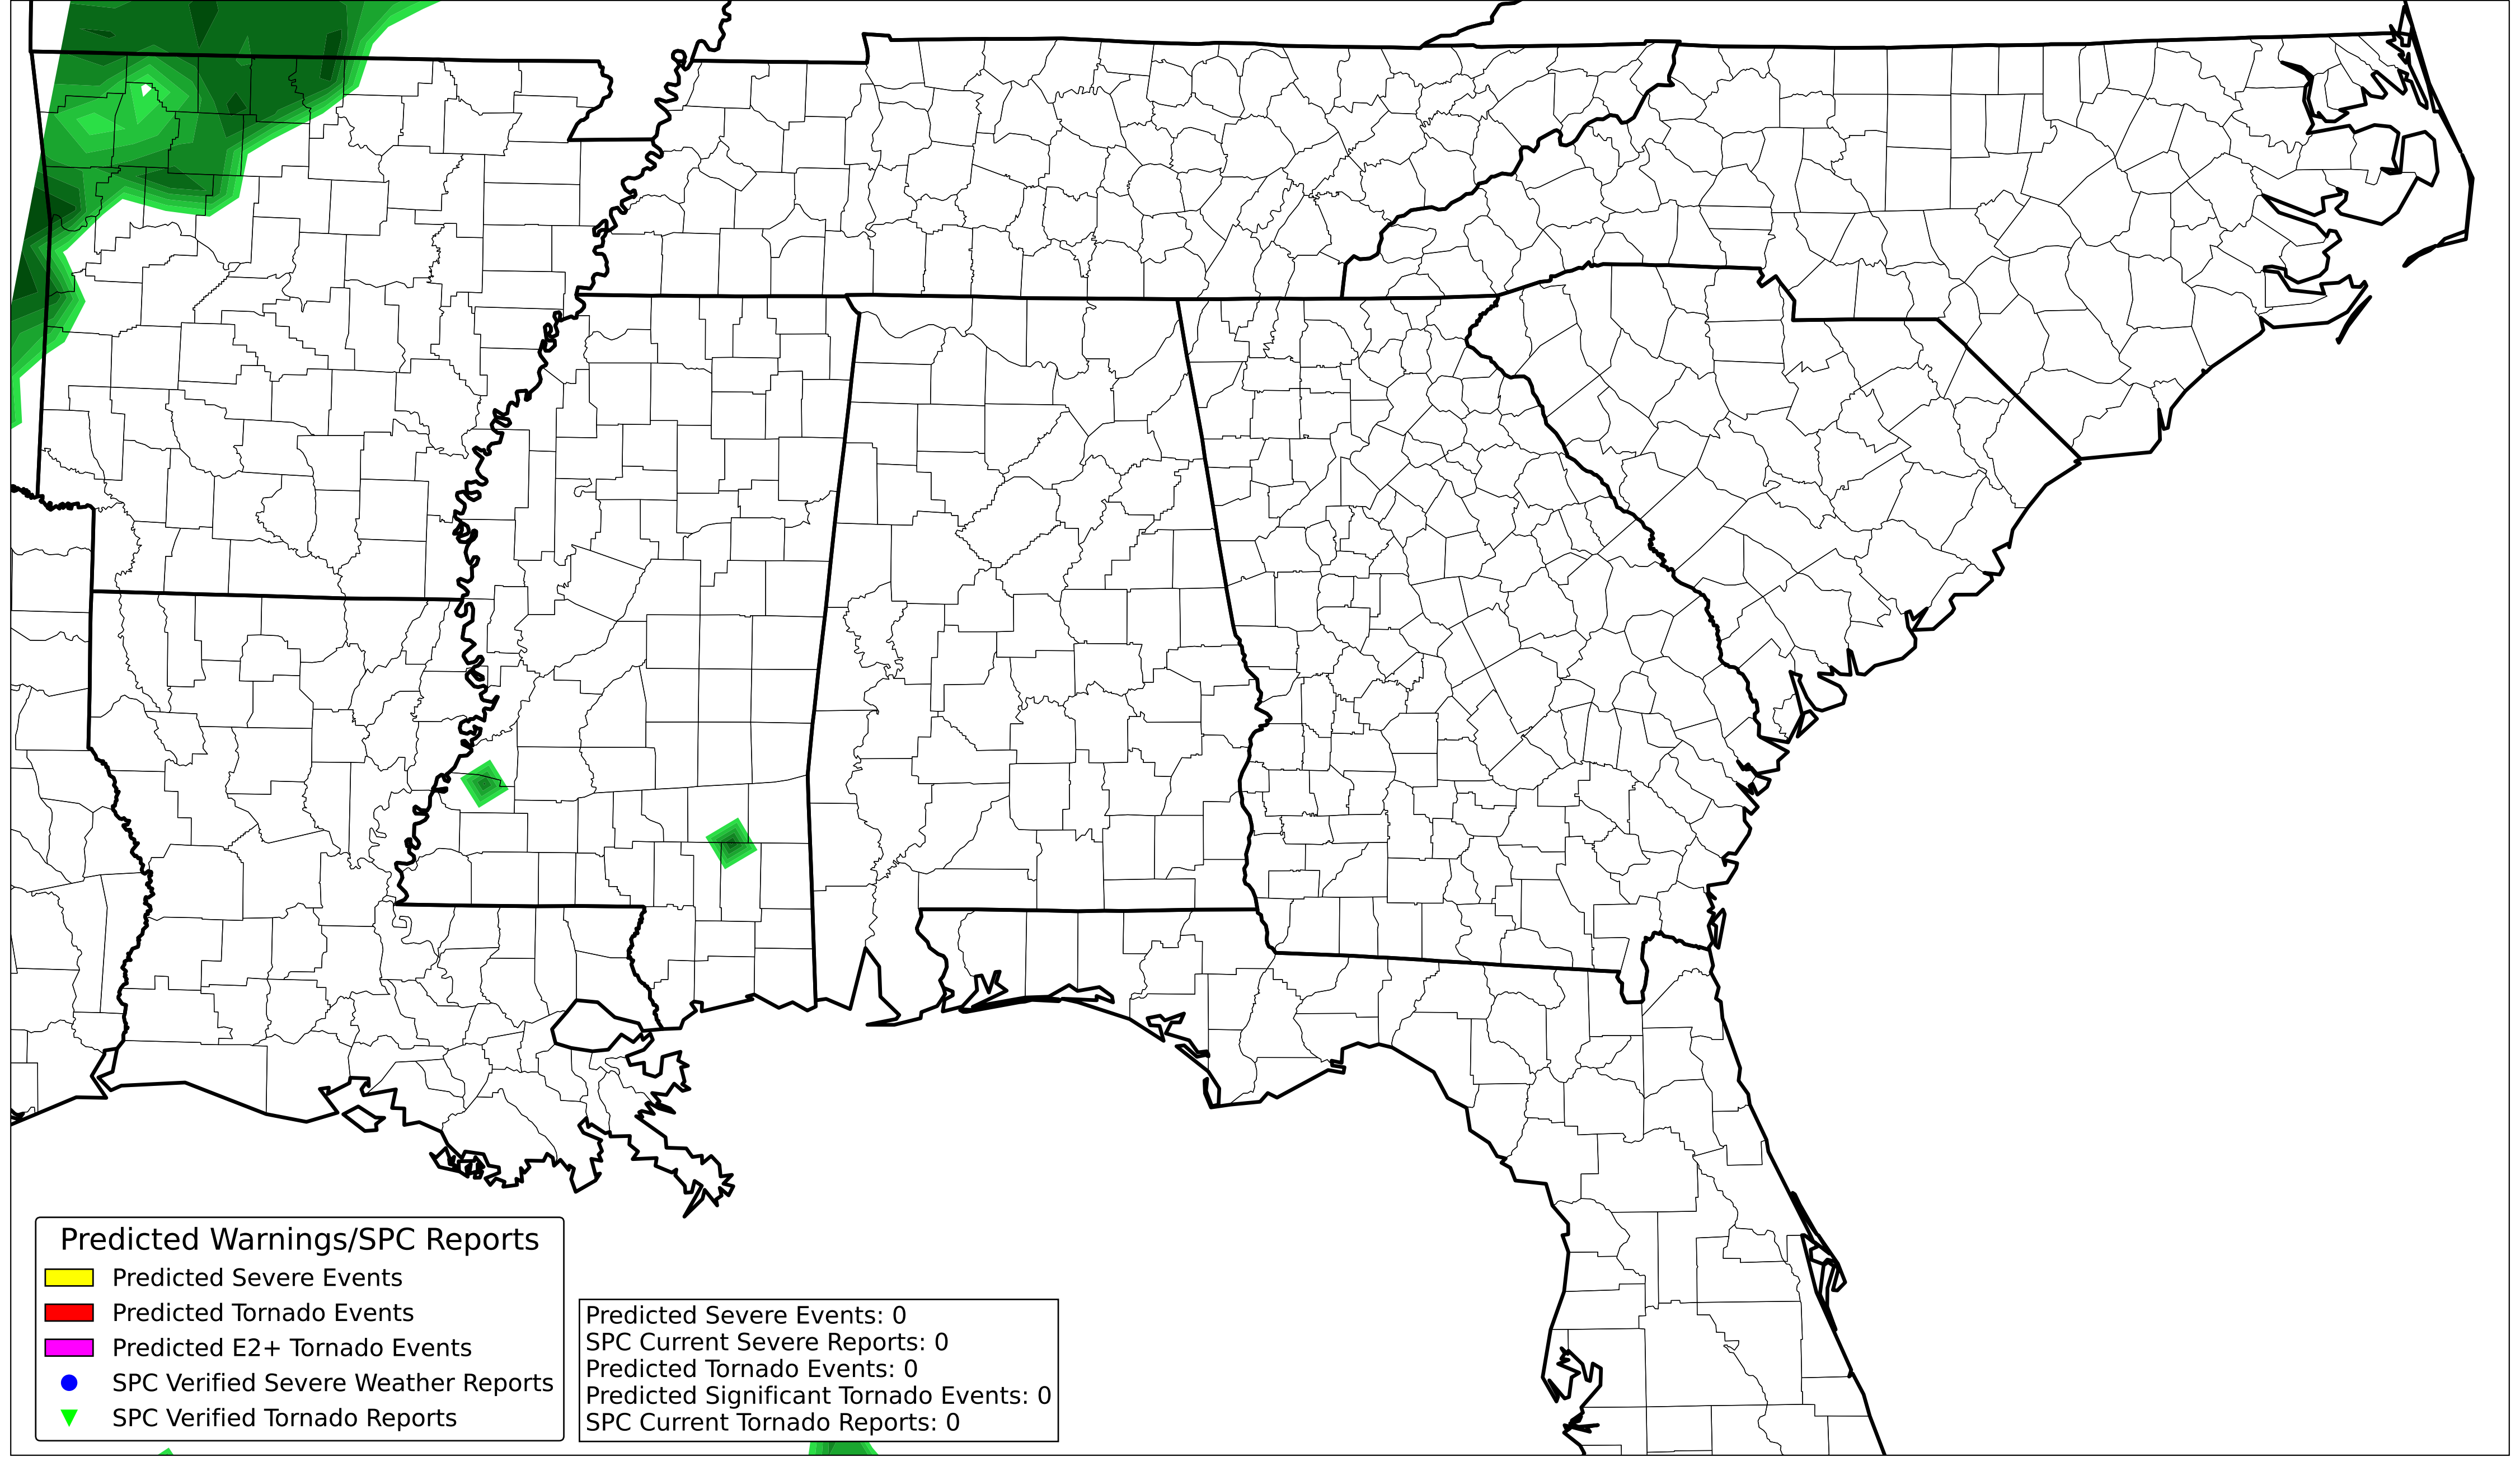 Predicted Warnings/SPC Reports
Predicted Severe Events
Predicted Tornado Events
Predicted E2+ Tornado Events
SPC Verified Severe Weather Reports
SPC Verified Tornado Reports
Predicted Severe Events: 0
SPC Current Severe Reports: 0
Predicted Tornado Events: 0
Predicted Significant Tornado Events: 0
SPC Current Tornado Reports: 0